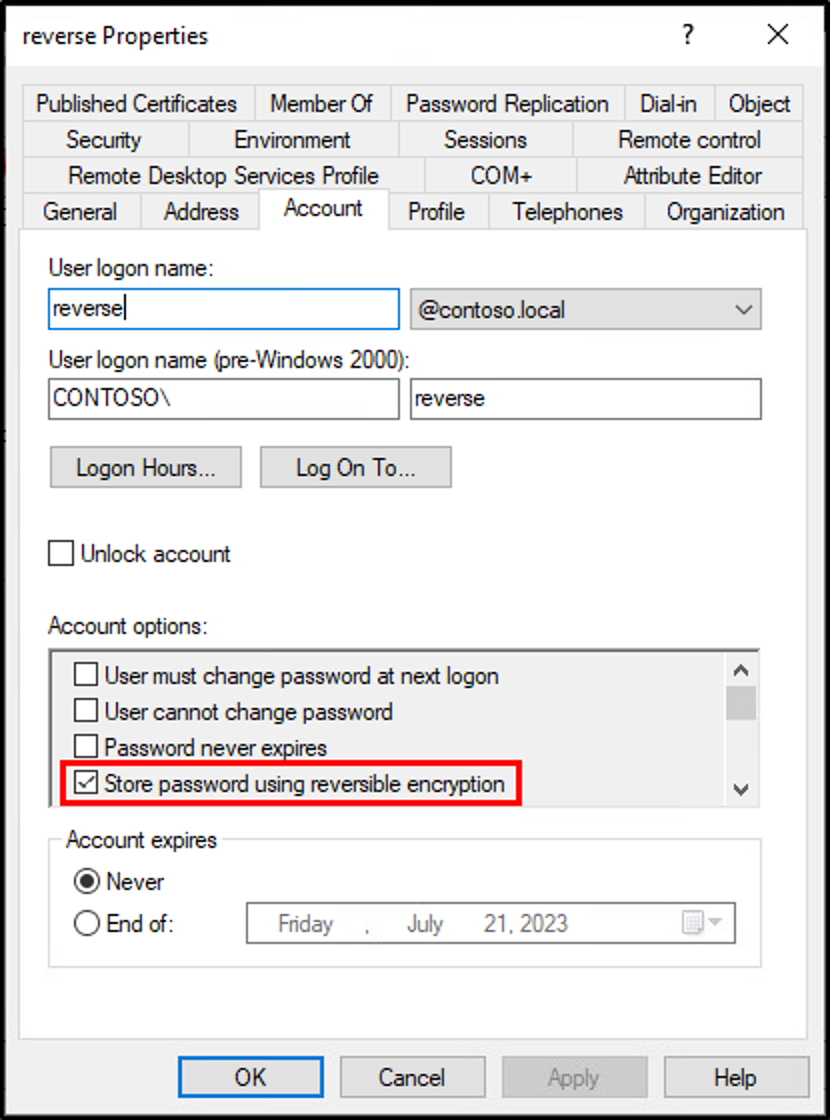 reverse Properties ? X
Published Certificates Member Of Password Replication Dial-in Object
Security Environment Sessions Remote control
Remote Desktop Services Profile COM+ Attribute Editor
General Address Account Profile Telephones Organization
User logon name:
reverse @contoso.local
User logon name (pre-Windows 2000):
CONTOSO\ reverse
Logon Hours... Log On To...
Unlock account
Account options:
User must change password at next logon
User cannot change password
Password never expires
Store password using reversible encryption
Account expires
Never
End of: Friday , July 21, 2023
OK Cancel Apply Help